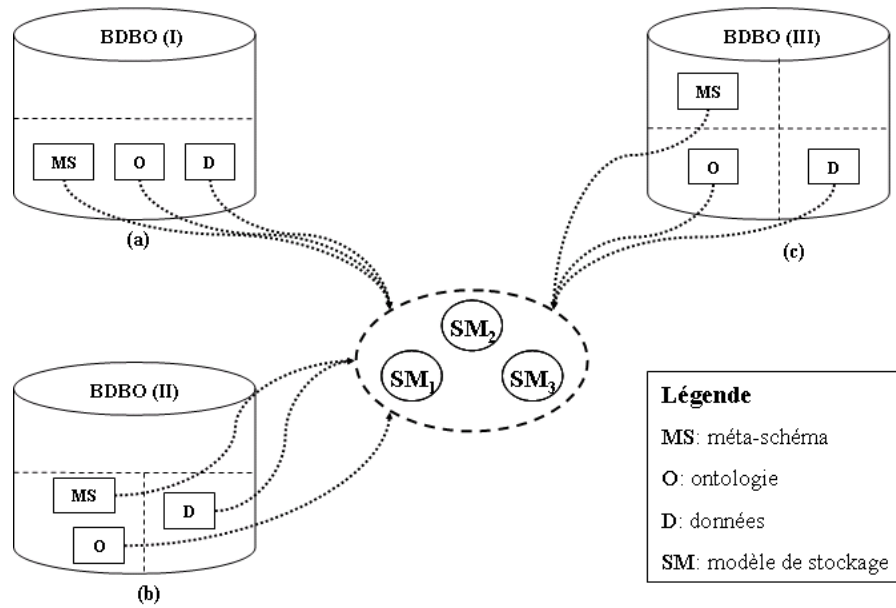 BDBO (I)
MS
O
D
(a)
BDBO (III)
MS
O
D
(c)
SM2
SM1
SM3
BDBO (II)
MS
D
O
(b)
Légende
MS: méta-schéma
O: ontologie
D: données
SM: modèle de stockage